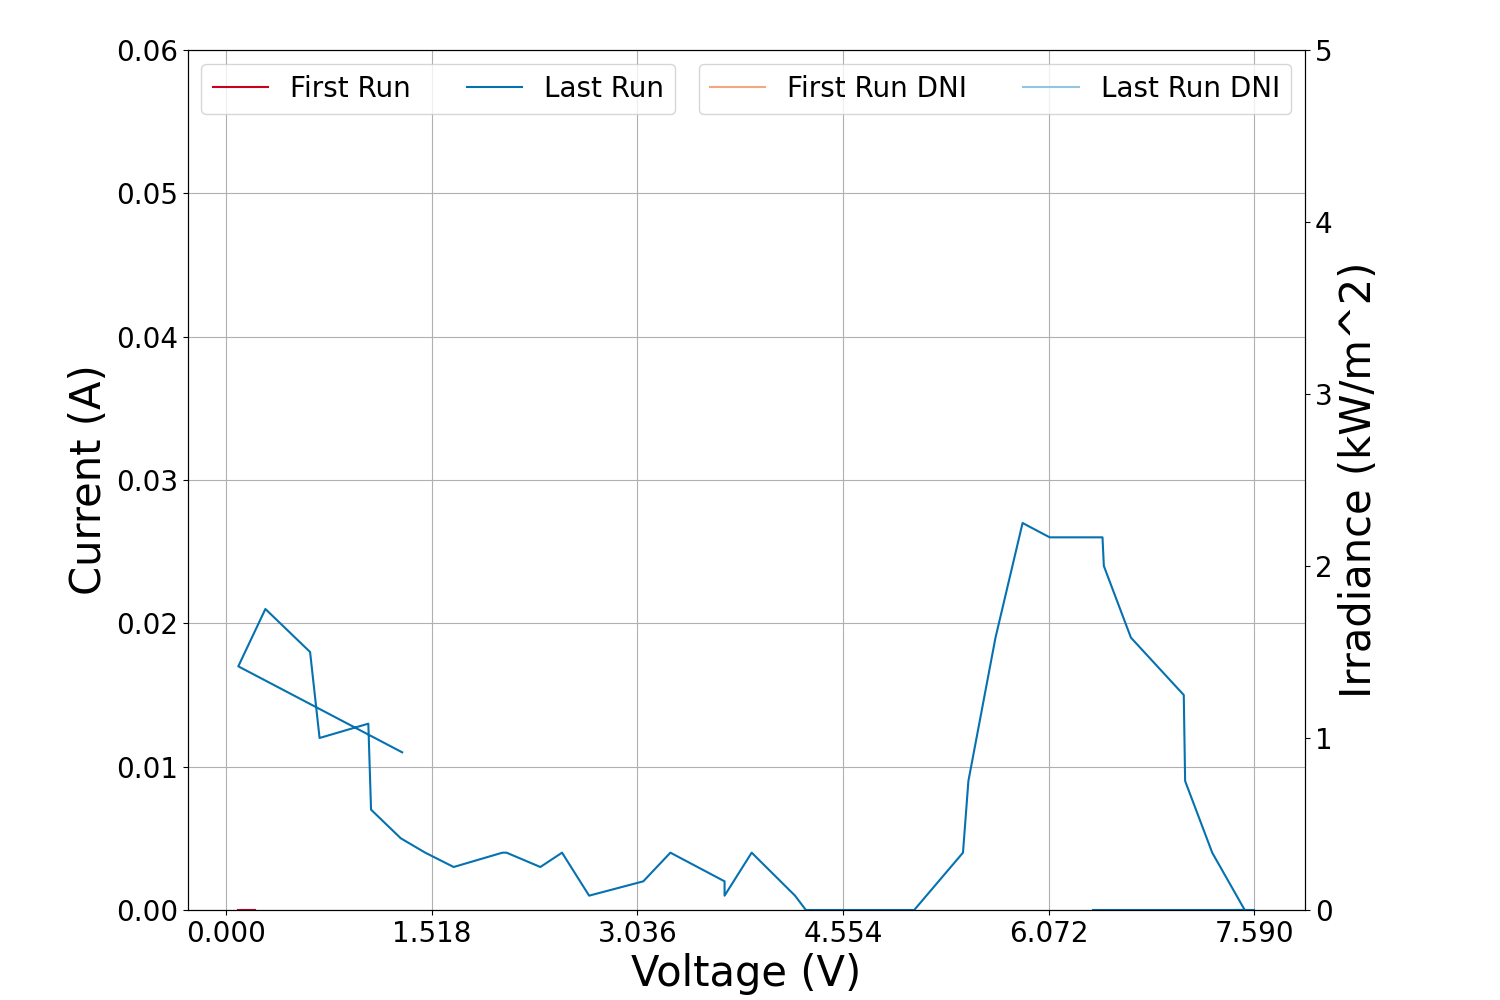 First Run
Last Run
First Run DNI
Last Run DNI
0.06
0.05
0.04
0.03
0.02
0.01
0.00
Current (A)
5
4
3
2
1
0
Irradiance (kW/m^2)
0.000 1.518 3.036 4.554 6.072 7.590
Voltage (V)